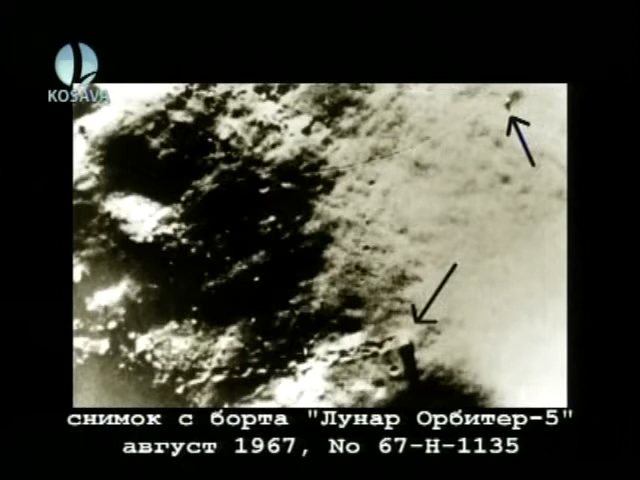 KOSAVA
снимок с борта "Лунар Орбитер-5"
август 1967, No 67-H-1135